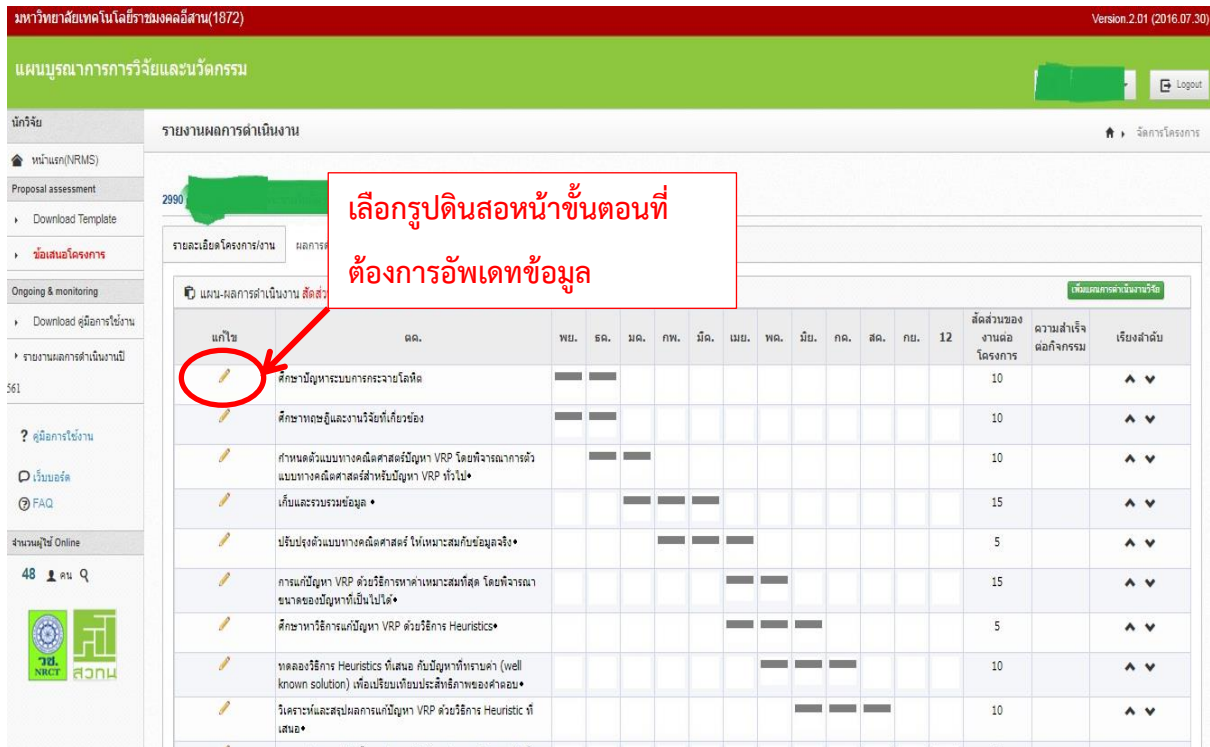 มหาวิทยาลัยเทคโนโลยีราชมงคลอีสาน(1872)
Version.2.01 (2016.07.30)
แผนบูรณาการการวิจัยและนวัตกรรม
Logout
นักวิจัย
รายงานผลการดำเนินงาน
จัดการโครงการ
หน้าแรก(NRMS)
Proposal assessment
Download Template
ข้อเสนอโครงการ
Ongoing & monitoring
Download คู่มือการใช้งาน
รายงานผลการดำเนินงานปี
561
? คู่มือการใช้งาน
เว็บบอร์ด
FAQ
จำนวนผู้ใช้ Online
48 คน
วช.
NRCT
สวทน
2990
เลือกรูปดินสอหน้าขั้นตอนที่
ต้องการอัพเดทข้อมูล
รายละเอียดโครงการ/งาน
แผน-ผลการดำเนินงาน สัดส่ว
เพิ่มแผนการดำเนินงานวิจัย
แก้ไข ตค. พย. ธค. มค. กพ. มีค. เมย. พค. มิย. กค. สค. กย. 12 สัดส่วนของงานต่อโครงการ ความสำเร็จต่อกิจกรรม เรียงลำดับ
ศึกษาปัญหาระบบการกระจายโลหิต 10
ศึกษาทฤษฎีและงานวิจัยที่เกี่ยวข้อง 10
กำหนดตัวแบบทางคณิตศาสตร์ปัญหา VRP โดยพิจารณาการตัว 10
แบบทางคณิตศาสตร์สำหรับปัญหา VRP ทั่วไป•
เก็บและรวบรวมข้อมูล • 15
ปรับปรุงตัวแบบทางคณิตศาสตร์ ให้เหมาะสมกับข้อมูลจริง• 5
การแก้ปัญหา VRP ด้วยวิธีการหาค่าเหมาะสมที่สุด โดยพิจารณา 15
ขนาดของปัญหาที่เป็นไปได้•
ศึกษาหาวิธีการแก้ปัญหา VRP ด้วยวิธีการ Heuristics• 5
ทดลองวิธีการ Heuristics ที่เสนอ กับปัญหาที่ทราบค่า (well 10
known solution) เพื่อเปรียบเทียบประสิทธิภาพของคำตอบ•
วิเคราะห์และสรุปผลการแก้ปัญหา VRP ด้วยวิธีการ Heuristic ที่ 10
เสนอ•